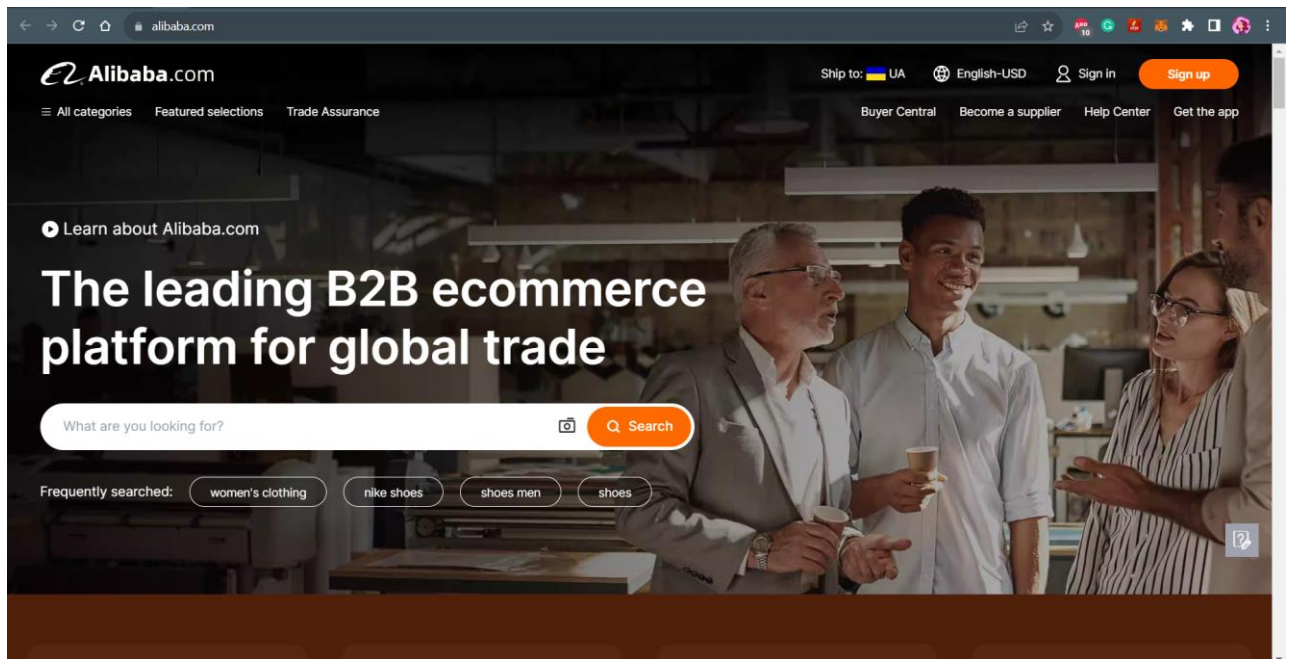 alibaba.com
10
Alibaba.com
Ship to: UA English-USD Sign in Sign up
All categories Featured selections Trade Assurance Buyer Central Become a supplier Help Center Get the app
Learn about Alibaba.com
The leading B2B ecommerce
platform for global trade
What are you looking for? Search
Frequently searched: women's clothing nike shoes shoes men shoes